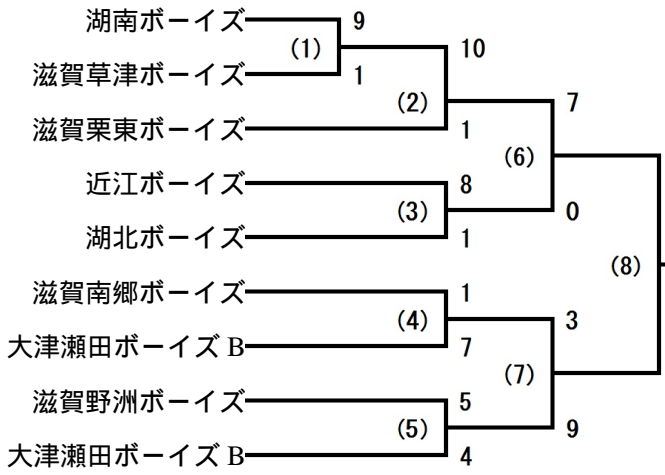 湖南ボーイズ 9
(1) 10
滋賀草津ボーイズ 1
(2) 7
滋賀栗東ボーイズ 1
(6)
近江ボーイズ 8
(3) 0
湖北ボーイズ 1
(8)
滋賀南郷ボーイズ 1
(4) 3
大津瀬田ボーイズ B 7
(7)
滋賀野洲ボーイズ 5
(5) 9
大津瀬田ボーイズ B 4